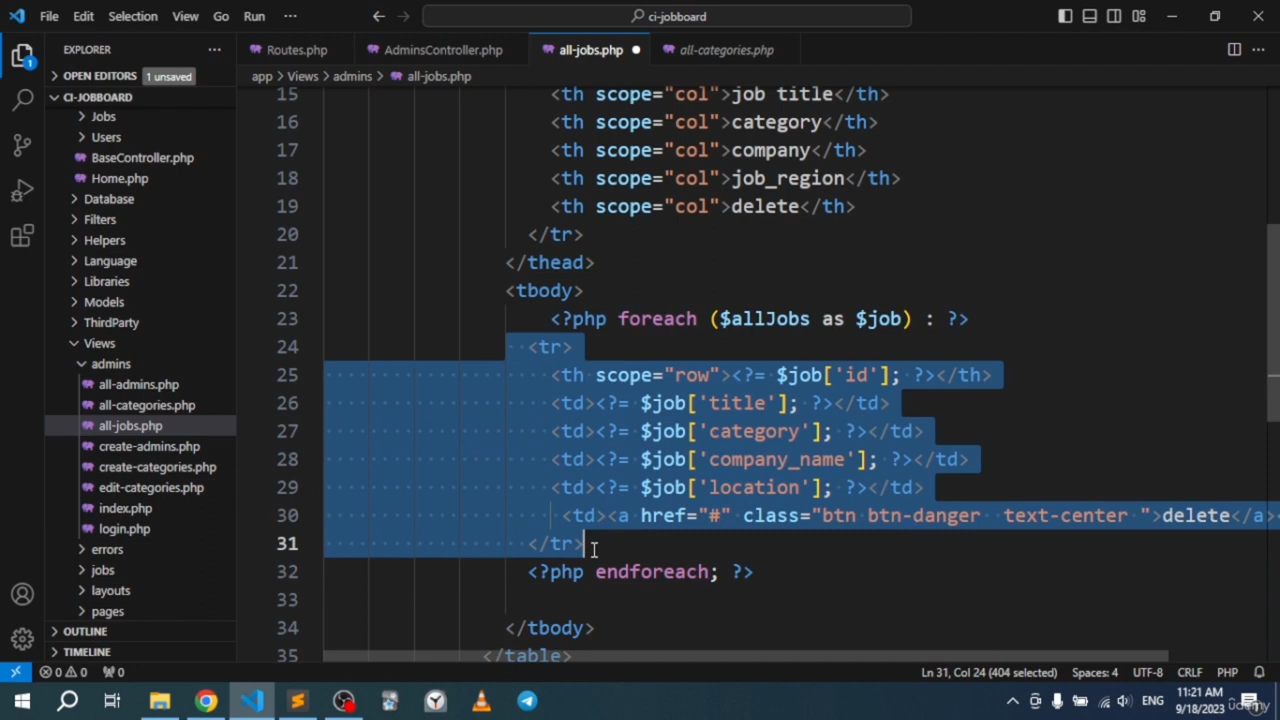 File Edit Selection View Go Run ··· ci-jobboard
EXPLORER ··· Routes.php AdminsController.php all-jobs.php all-categories.php ···
OPEN EDITORS 1 unsaved
app > Views > admins > all-jobs.php
CI-JOBBOARD
Jobs
Users
BaseController.php
Home.php
Database
Filters
Helpers
Language
Libraries
Models
ThirdParty
Views
admins
all-admins.php
all-categories.php
all-jobs.php
create-admins.php
create-categories.php
edit-categories.php
index.php
login.php
errors
jobs
layouts
pages
OUTLINE
TIMELINE
15 <th scope="col">job title</th>
16 <th scope="col">category</th>
17 <th scope="col">company</th>
18 <th scope="col">job_region</th>
19 <th scope="col">delete</th>
20 </tr>
21 </thead>
22 <tbody>
23 <?php foreach ($allJobs as $job) : ?>
24 <tr>
25 <th scope="row"><?= $job['id']; ?></th>
26 <td><?= $job['title']; ?></td>
27 <td><?= $job['category']; ?></td>
28 <td><?= $job['company_name']; ?></td>
29 <td><?= $job['location']; ?></td>
30 <td><a href="#" class="btn btn-danger  text-center ">delete</a>
31 </tr>
32 <?php endforeach; ?>
33
34 </tbody>
35 </table>
0 0 0 Ln 31, Col 24 (404 selected) Spaces: 4 UTF-8 CRLF PHP
1
ENG 11:21 AM
9/18/2023
udemy